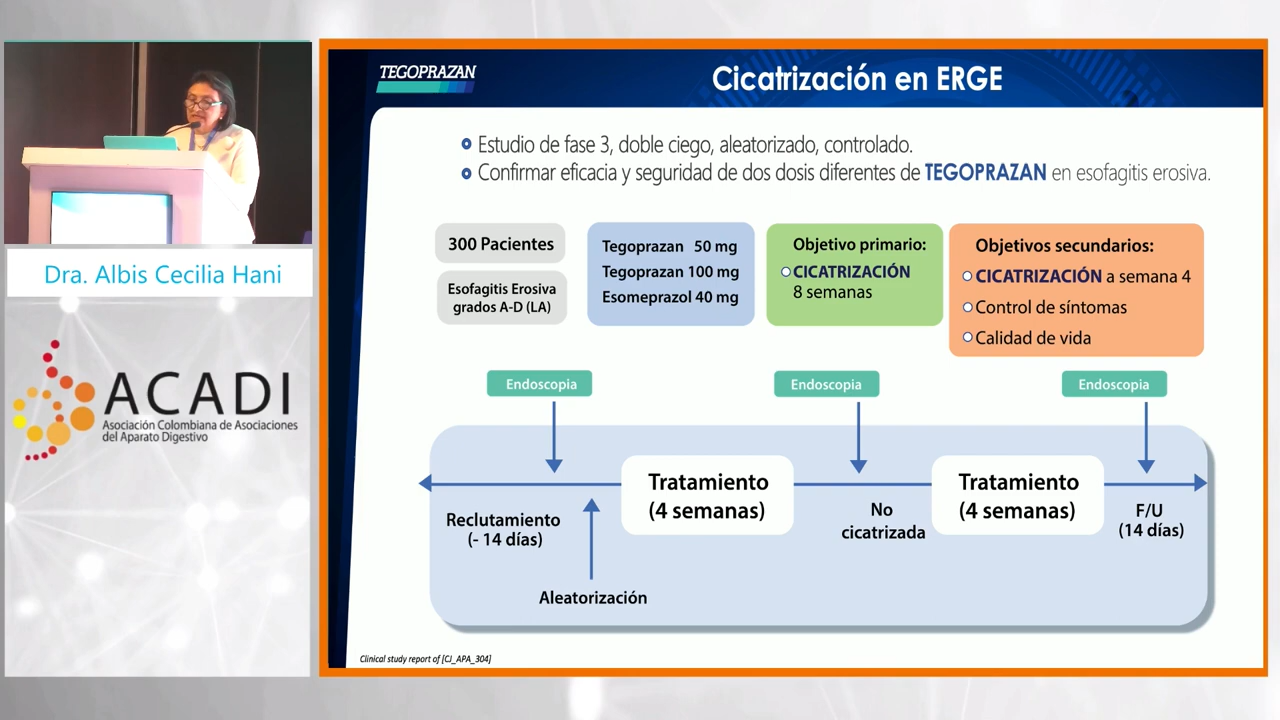 TEGOPRAZAN
Cicatrización en ERGE
Estudio de fase 3, doble ciego, aleatorizado, controlado.
Confirmar eficacia y seguridad de dos dosis diferentes de TEGOPRAZAN en esofagitis erosiva.
300 Pacientes
Esofagitis Erosiva
grados A-D (LA)
Tegoprazan 50 mg
Tegoprazan 100 mg
Esomeprazol 40 mg
Objetivo primario:
CICATRIZACIÓN
8 semanas
Objetivos secundarios:
CICATRIZACIÓN a semana 4
Control de síntomas
Calidad de vida
Endoscopia
Endoscopia
Endoscopia
Reclutamiento
(- 14 días)
Aleatorización
Tratamiento
(4 semanas)
No
cicatrizada
Tratamiento
(4 semanas)
F/U
(14 días)
Clinical study report of [CJ_APA_304]
Dra. Albis Cecilia Hani
ACADI
Asociación Colombiana de Asociaciones
del Aparato Digestivo